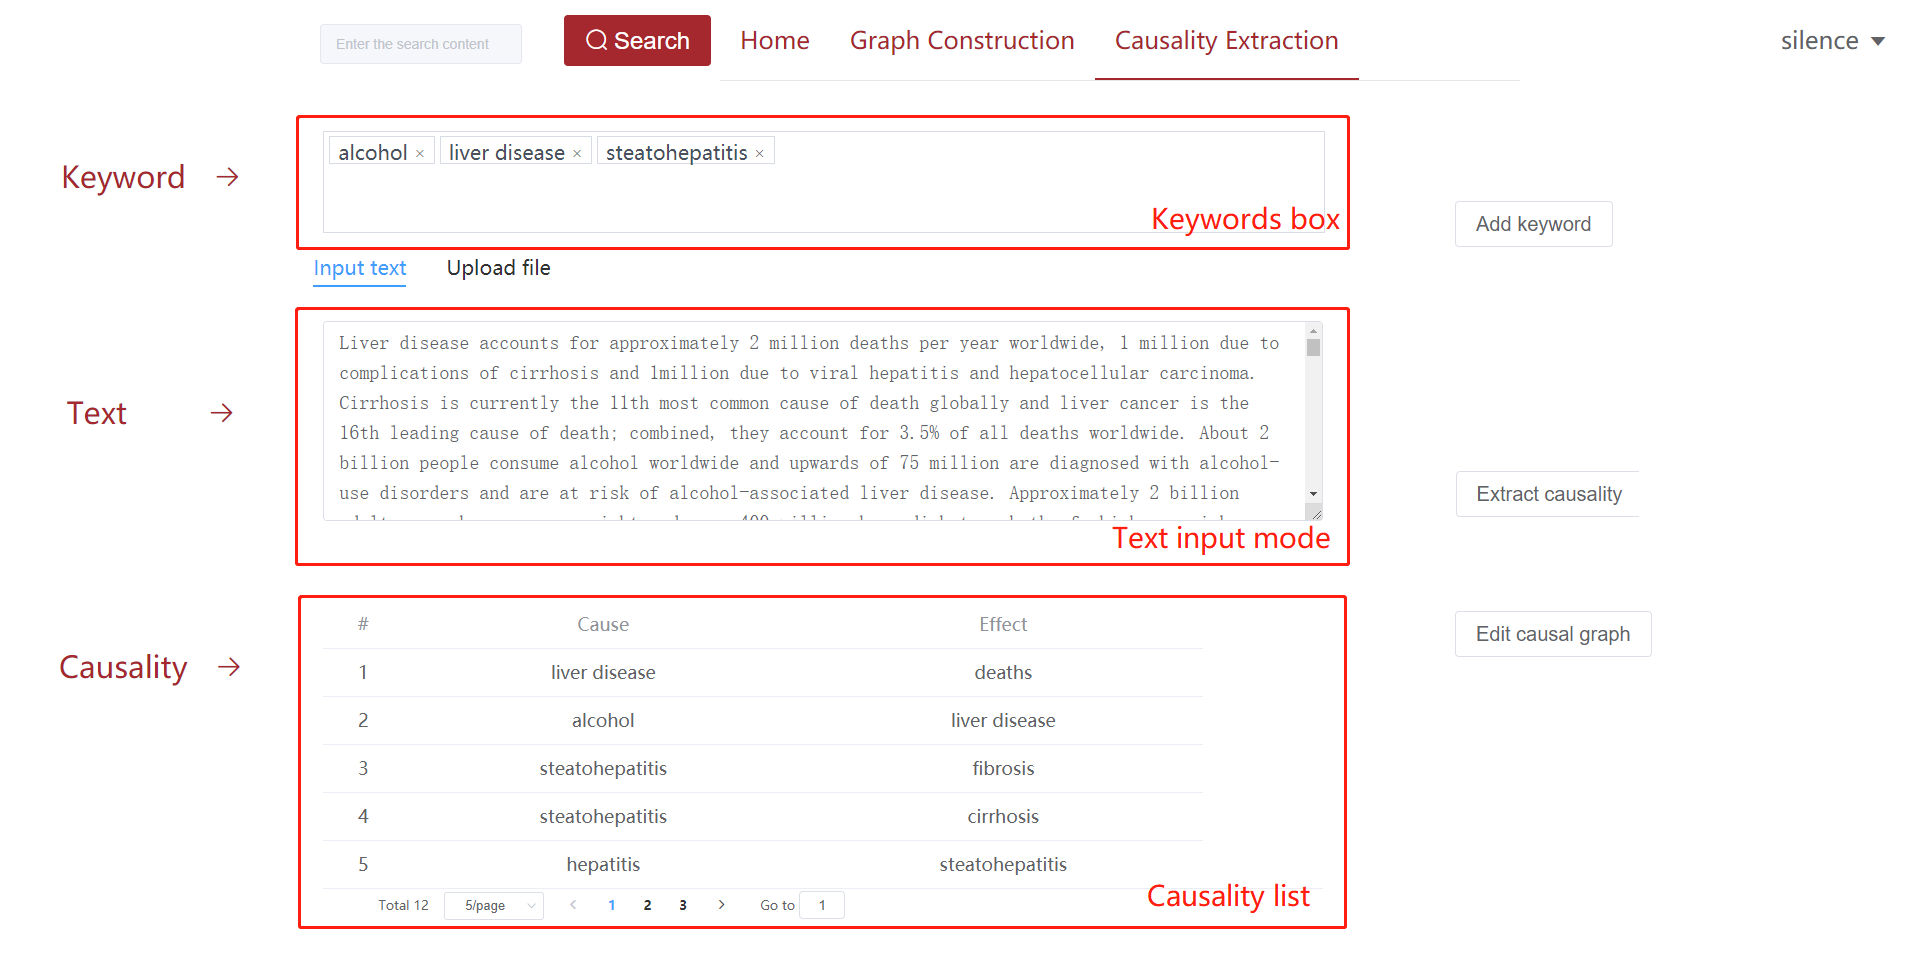 Enter the search content
Search
Home
Graph Construction
Causality Extraction
silence
Keyword →
alcohol ×
liver disease ×
steatohepatitis ×
Keywords box
Add keyword
Input text
Upload file
Text →
Liver disease accounts for approximately 2 million deaths per year worldwide, 1 million due to
complications of cirrhosis and 1million due to viral hepatitis and hepatocellular carcinoma.
Cirrhosis is currently the 11th most common cause of death globally and liver cancer is the
16th leading cause of death; combined, they account for 3.5% of all deaths worldwide. About 2
billion people consume alcohol worldwide and upwards of 75 million are diagnosed with alcohol-
use disorders and are at risk of alcohol-associated liver disease. Approximately 2 billion
Text input mode
Extract causality
Causality →
# Cause Effect
1 liver disease deaths
2 alcohol liver disease
3 steatohepatitis fibrosis
4 steatohepatitis cirrhosis
5 hepatitis steatohepatitis
Total 12 5/page < 1 2 3 > Go to 1
Causality list
Edit causal graph